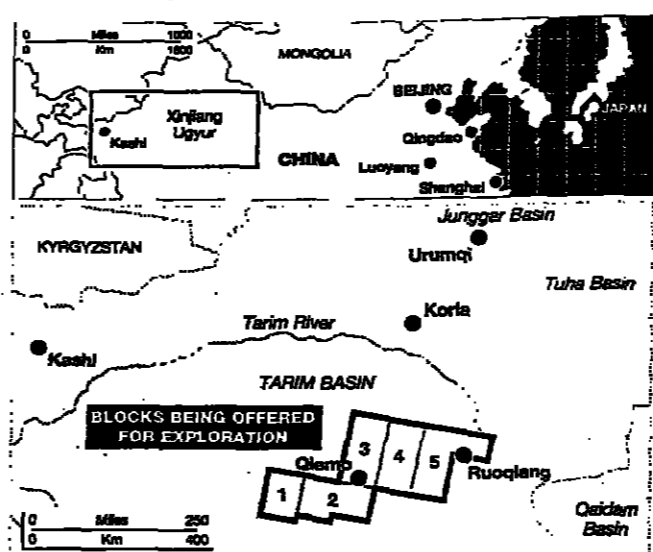 0 Miles 1000
0 Km 1600
MONGOLIA
BEIJING
JAPAN
Xinjiang
Ugyur
Kashi
Qingdao
CHINA
Luoyang
Shanghai
Junggar Basin
KYRGYZSTAN
Urumqi
Tuha Basin
Korla
Tarim River
Kashi
TARIM BASIN
BLOCKS BEING OFFERED
FOR EXPLORATION
3
4
5
Qiemo
Ruoqiang
1
2
Qaidam
Basin
0 Miles 250
0 Km 400